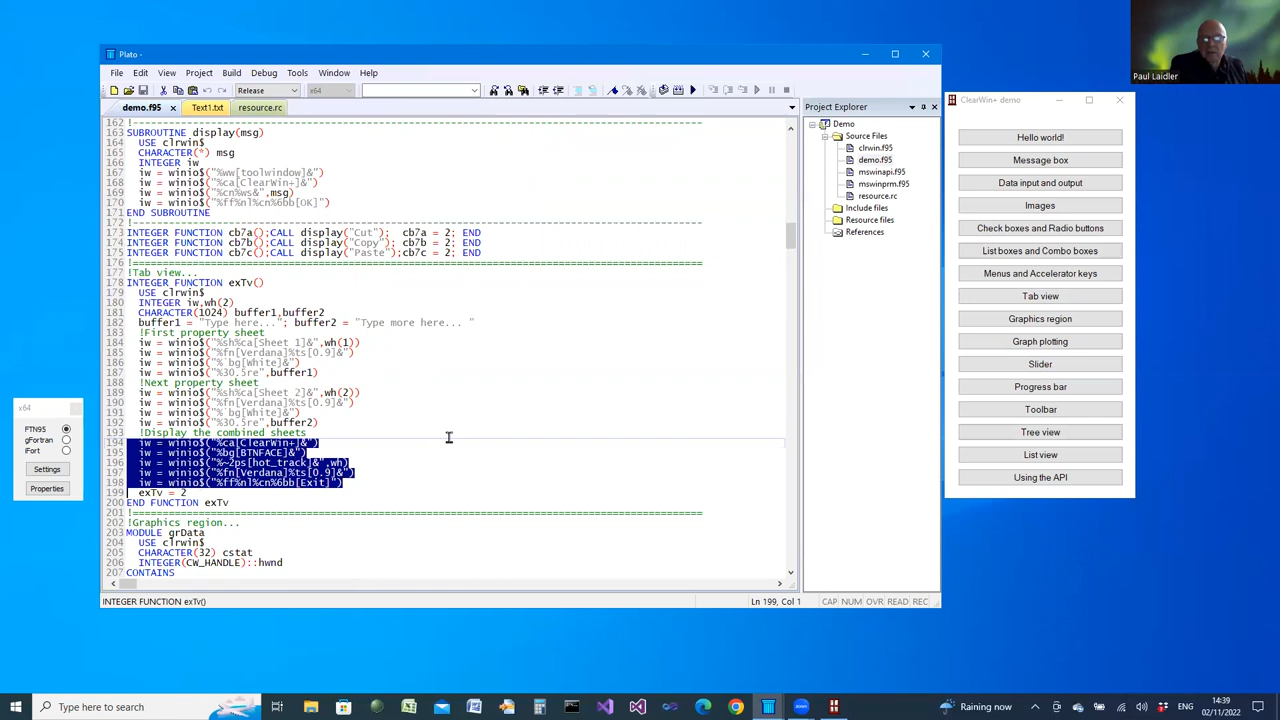 Paul Laidler
Plato -
File Edit View Project Build Debug Tools Window Help
Release x64
demo.f95 Text1.txt resource.rc
162 !-----------------------------------------------------------------------------------------------
163 SUBROUTINE display(msg)
164 USE clrwin$
165 CHARACTER(*) msg
166 INTEGER iw
167 iw = winio$("%ww[toolwindow]&")
168 iw = winio$("%ca[ClearWin+]&")
169 iw = winio$("%cn%ws&",msg)
170 iw = winio$("%ff%nl%cn%6bb[OK]")
171 END SUBROUTINE
172 !-----------------------------------------------------------------------------------------------
173 INTEGER FUNCTION cb7a();CALL display("Cut"); cb7a = 2; END
174 INTEGER FUNCTION cb7b();CALL display("Copy"); cb7b = 2; END
175 INTEGER FUNCTION cb7c();CALL display("Paste");cb7c = 2; END
176 !===============================================================================================
177 !Tab view...
178 INTEGER FUNCTION exTv()
179 USE clrwin$
180 INTEGER iw,wh(2)
181 CHARACTER(1024) buffer1,buffer2
182 buffer1 = "Type here..."; buffer2 = "Type more here... "
183 !First property sheet
184 iw = winio$("%sh%ca[Sheet 1]&",wh(1))
185 iw = winio$("%fn[Verdana]%ts[0.9]&")
186 iw = winio$("%`bg[White]&")
187 iw = winio$("%30.5re",buffer1)
188 !Next property sheet
189 iw = winio$("%sh%ca[Sheet 2]&",wh(2))
190 iw = winio$("%fn[Verdana]%ts[0.9]&")
191 iw = winio$("%`bg[White]&")
192 iw = winio$("%30.5re",buffer2)
193 !Display the combined sheets
194 iw = winio$("%ca[ClearWin+]&")
195 iw = winio$("%bg[BTNFACE]&")
196 iw = winio$("%~2ps[hot_track]&",wh)
197 iw = winio$("%fn[Verdana]%ts[0.9]&")
198 iw = winio$("%ff%nl%cn%6bb[Exit]")
199 exTv = 2
200 END FUNCTION exTv
201 !===============================================================================================
202 !Graphics region...
203 MODULE grData
204 USE clrwin$
205 CHARACTER(32) cstat
206 INTEGER(CW_HANDLE)::hwnd
207 CONTAINS
INTEGER FUNCTION exTv() Ln 199, Col 1 CAP NUM OVR READ REC
Project Explorer
Demo
Source Files
clrwin.f95
demo.f95
mswinapi.f95
mswinprm.f95
resource.rc
Include files
Resource files
References
ClearWin+ demo
Hello world!
Message box
Data input and output
Images
Check boxes and Radio buttons
List boxes and Combo boxes
Menus and Accelerator keys
Tab view
Graphics region
Graph plotting
Slider
Progress bar
Toolbar
Tree view
List view
Using the API
x64
FTN95
gFortran
iFort
Settings
Properties
Type here to search
Raining now ENG 14:39
02/11/2022